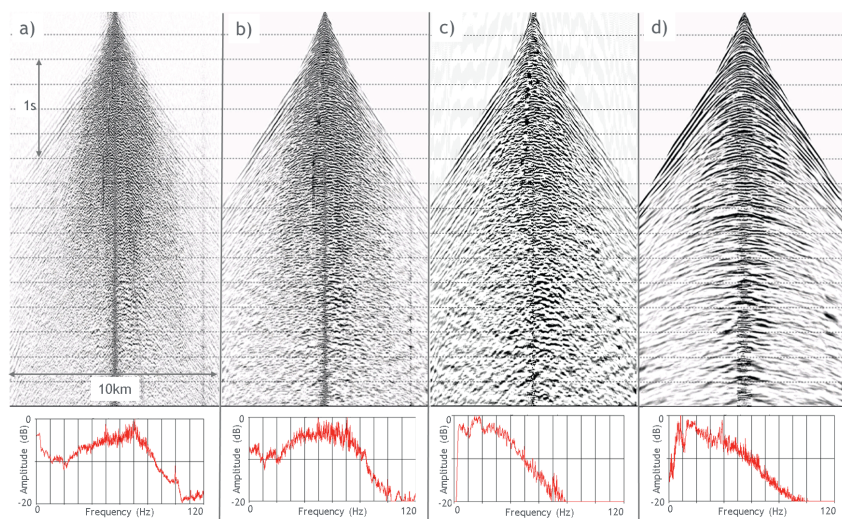 a)
b)
c)
d)
1s
10km
0
Amplitude (dB)
-20
Frequency (Hz)
120
0
Amplitude (dB)
-20
Frequency (Hz)
120
0
Amplitude (dB)
-20
Frequency (Hz)
120
0
Amplitude (dB)
-20
Frequency (Hz)
120